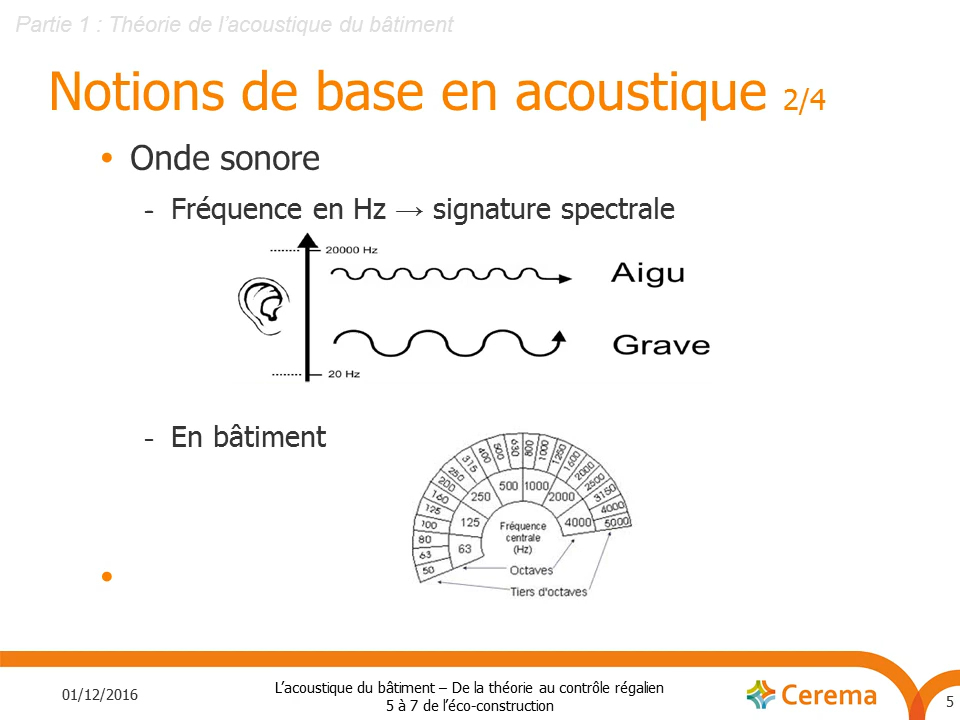 Partie 1 : Théorie de l'acoustique du bâtiment
Notions de base en acoustique 2/4
• Onde sonore
- Fréquence en Hz → signature spectrale
20000 Hz
Aigu
Grave
20 Hz
- En bâtiment
50 63 80 100 125 160 200 250 315 400 500 630 800 1000 1250 1600 2000 2500 3150 4000 5000
63 125 250 500 1000 2000 4000
Fréquence
centrale
(Hz)
Octaves
Tiers d'octaves
•
01/12/2016
L'acoustique du bâtiment – De la théorie au contrôle régalien
5 à 7 de l'éco-construction
Cerema
5